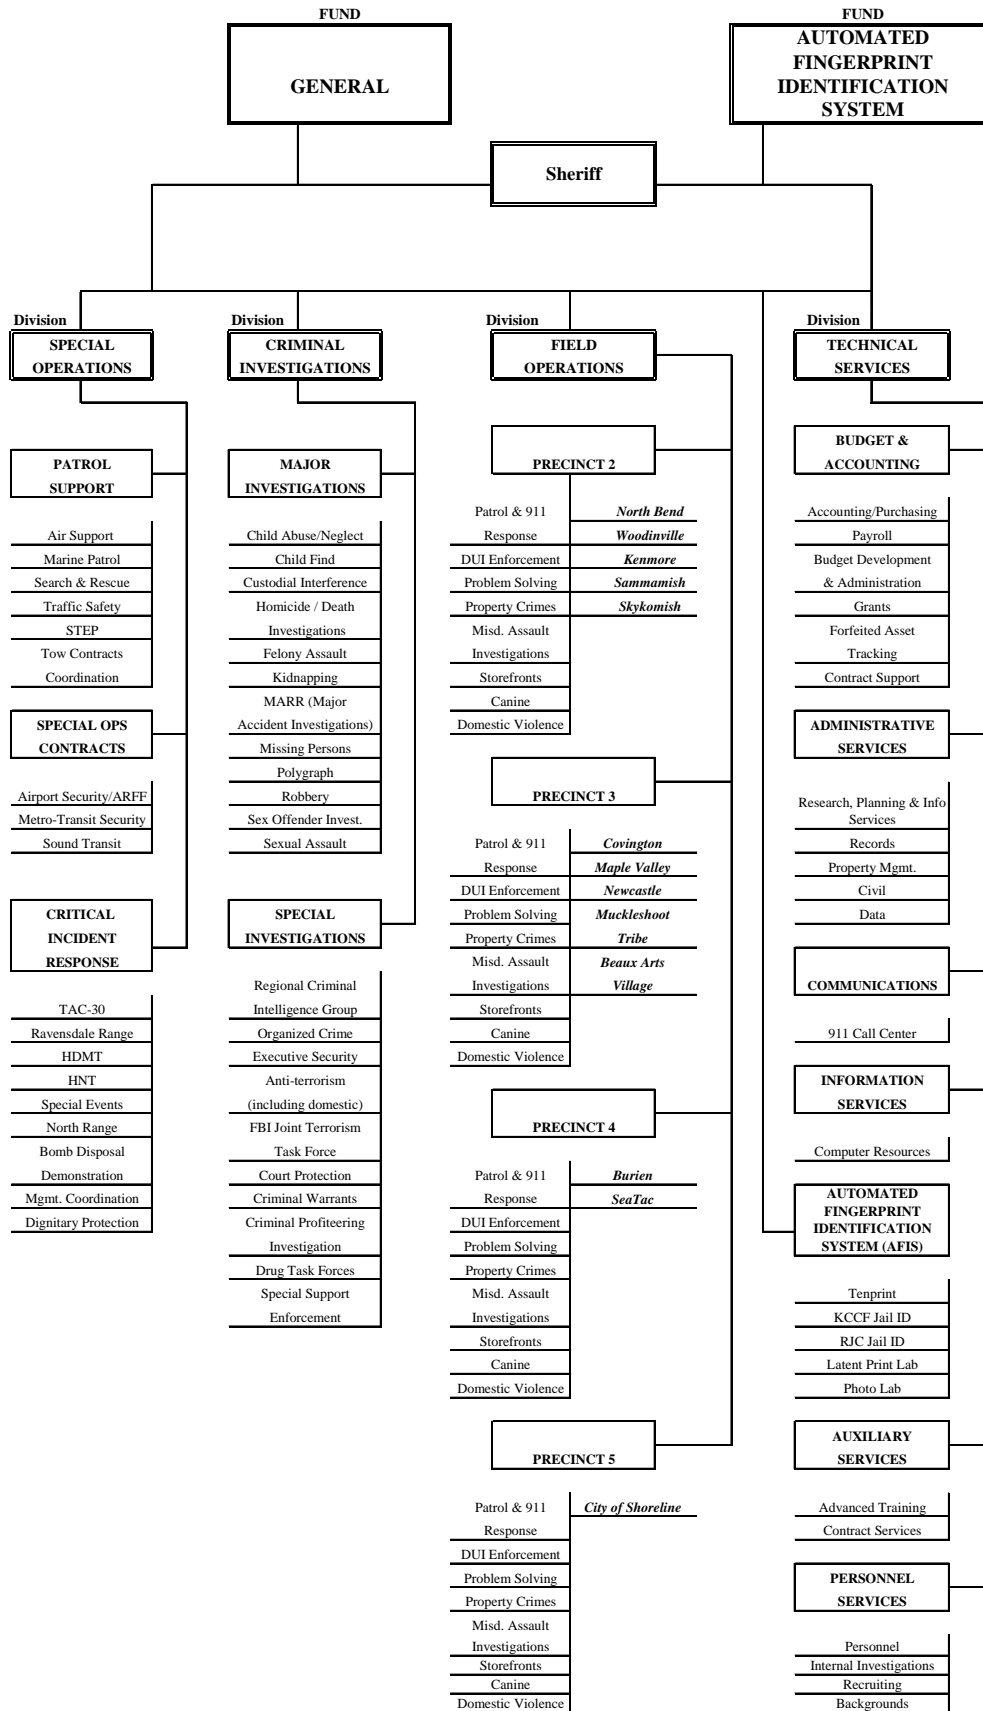 FUND
GENERAL
FUND
AUTOMATED
FINGERPRINT
IDENTIFICATION
SYSTEM
Sheriff
Division
SPECIAL
OPERATIONS
PATROL
SUPPORT
Air Support
Marine Patrol
Search & Rescue
Traffic Safety
STEP
Tow Contracts
Coordination
SPECIAL OPS
CONTRACTS
Airport Security/ARFF
Metro-Transit Security
Sound Transit
CRITICAL
INCIDENT
RESPONSE
TAC-30
Ravensdale Range
HDMT
HNT
Special Events
North Range
Bomb Disposal
Demonstration
Mgmt. Coordination
Dignitary Protection
Division
CRIMINAL
INVESTIGATIONS
MAJOR
INVESTIGATIONS
Child Abuse/Neglect
Child Find
Custodial Interference
Homicide / Death
Investigations
Felony Assault
Kidnapping
MARR (Major
Accident Investigations)
Missing Persons
Polygraph
Robbery
Sex Offender Invest.
Sexual Assault
SPECIAL
INVESTIGATIONS
Regional Criminal
Intelligence Group
Organized Crime
Executive Security
Anti-terrorism
(including domestic)
FBI Joint Terrorism
Task Force
Court Protection
Criminal Warrants
Criminal Profiteering
Investigation
Drug Task Forces
Special Support
Enforcement
Division
FIELD
OPERATIONS
PRECINCT 2
Patrol & 911
Response
DUI Enforcement
Problem Solving
Property Crimes
Misd. Assault
Investigations
Storefronts
Canine
Domestic Violence
North Bend
Woodinville
Kenmore
Sammamish
Skykomish
PRECINCT 3
Patrol & 911
Response
DUI Enforcement
Problem Solving
Property Crimes
Misd. Assault
Investigations
Storefronts
Canine
Domestic Violence
Covington
Maple Valley
Newcastle
Muckleshoot
Tribe
Beaux Arts
Village
PRECINCT 4
Patrol & 911
Response
DUI Enforcement
Problem Solving
Property Crimes
Misd. Assault
Investigations
Storefronts
Canine
Domestic Violence
Burien
SeaTac
PRECINCT 5
Patrol & 911
Response
DUI Enforcement
Problem Solving
Property Crimes
Misd. Assault
Investigations
Storefronts
Canine
Domestic Violence
City of Shoreline
Division
TECHNICAL
SERVICES
BUDGET &
ACCOUNTING
Accounting/Purchasing
Payroll
Budget Development
& Administration
Grants
Forfeited Asset
Tracking
Contract Support
ADMINISTRATIVE
SERVICES
Research, Planning & Info
Services
Records
Property Mgmt.
Civil
Data
COMMUNICATIONS
911 Call Center
INFORMATION
SERVICES
Computer Resources
AUTOMATED
FINGERPRINT
IDENTIFICATION
SYSTEM (AFIS)
Tenprint
KCCF Jail ID
RJC Jail ID
Latent Print Lab
Photo Lab
AUXILIARY
SERVICES
Advanced Training
Contract Services
PERSONNEL
SERVICES
Personnel
Internal Investigations
Recruiting
Backgrounds